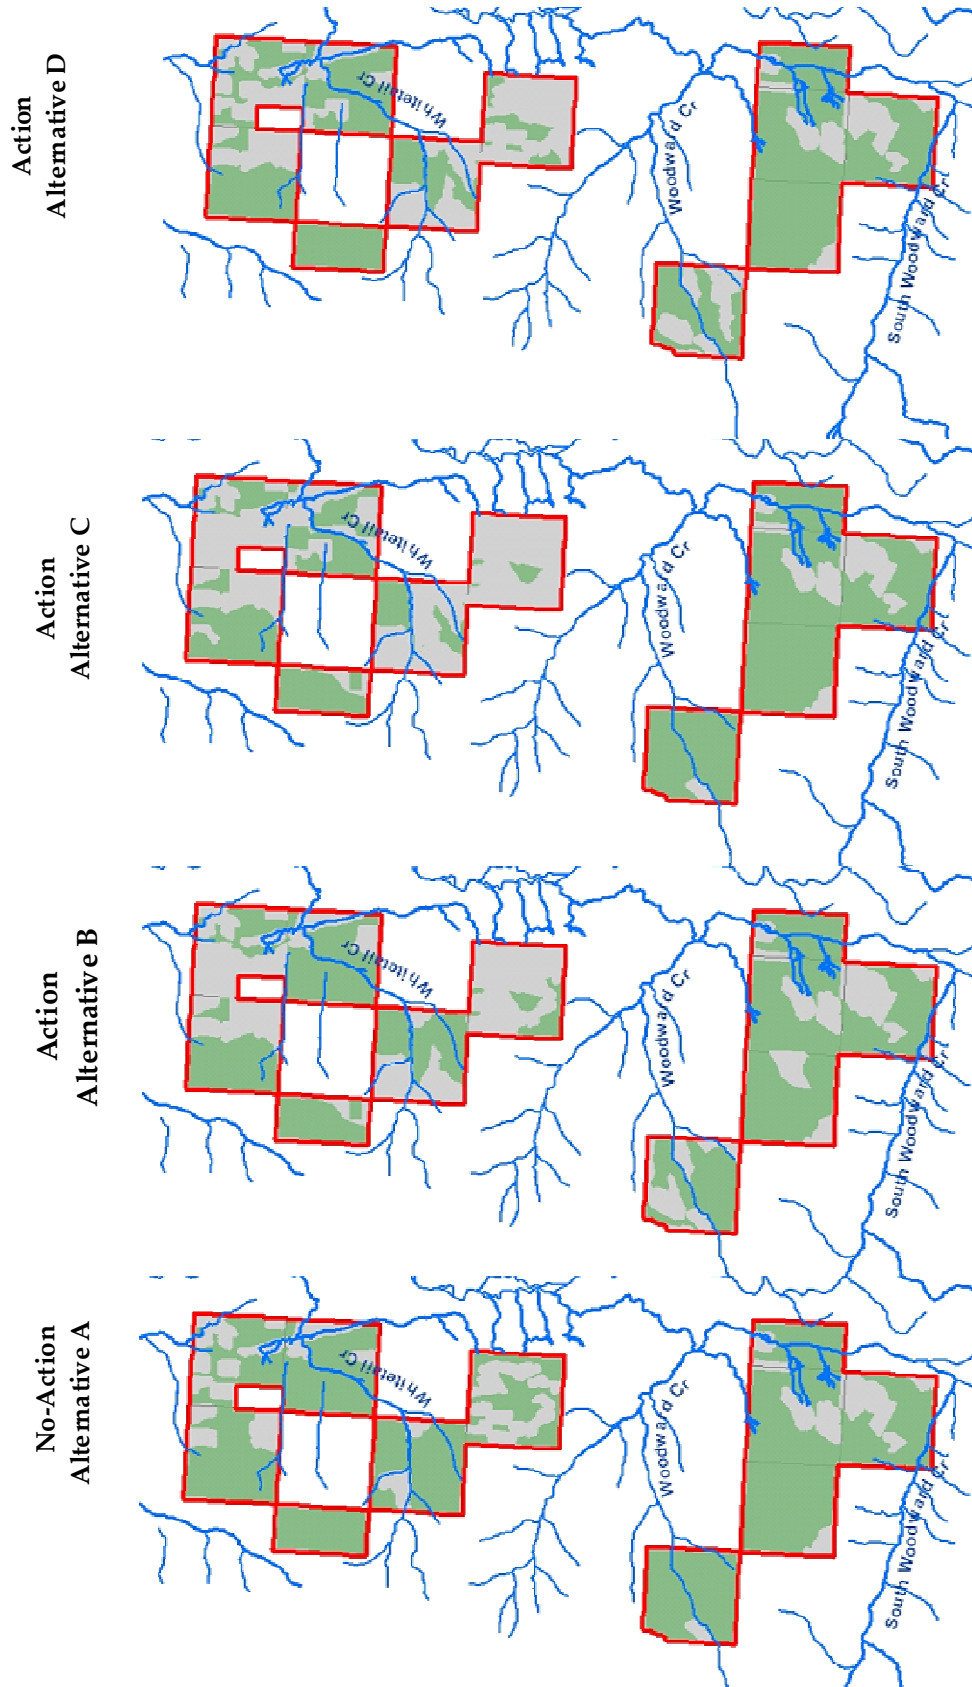 Action
Alternative D
Whitetail Cr
Woodward Cr
South Woodward Cr
Action
Alternative C
Whitetail Cr
Woodward Cr
South Woodward Cr
Action
Alternative B
Whitetail Cr
Woodward Cr
South Woodward Cr
No-Action
Alternative A
Whitetail Cr
Woodward Cr
South Woodward Cr